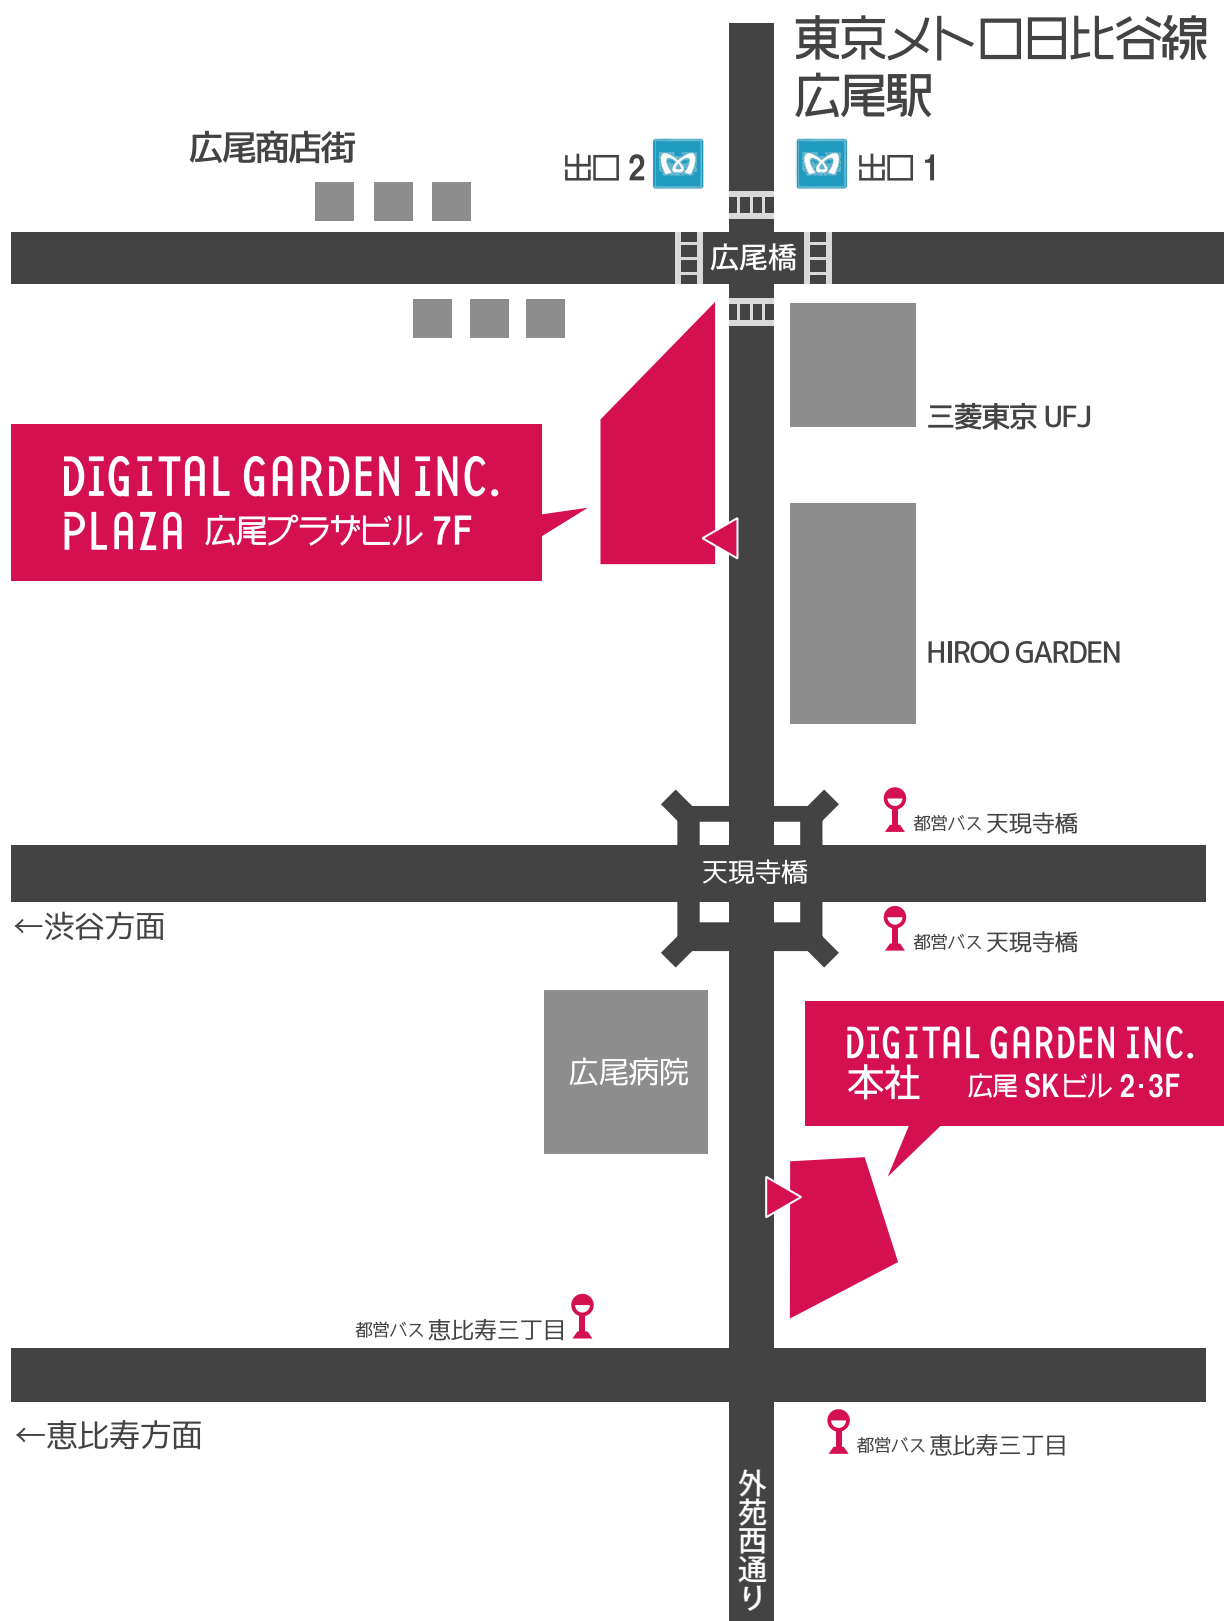 東京メトロ日比谷線
広尾駅
広尾商店街
出口 2
出口 1
広尾橋
三菱東京 UFJ
DIGITAL GARDEN INC.
PLAZA 広尾プラザビル 7F
HIROO GARDEN
都営バス 天現寺橋
天現寺橋
←渋谷方面
都営バス 天現寺橋
DIGITAL GARDEN INC.
本社 広尾 SKビル 2·3F
広尾病院
都営バス 恵比寿三丁目
←恵比寿方面
都営バス 恵比寿三丁目
外苑西通り